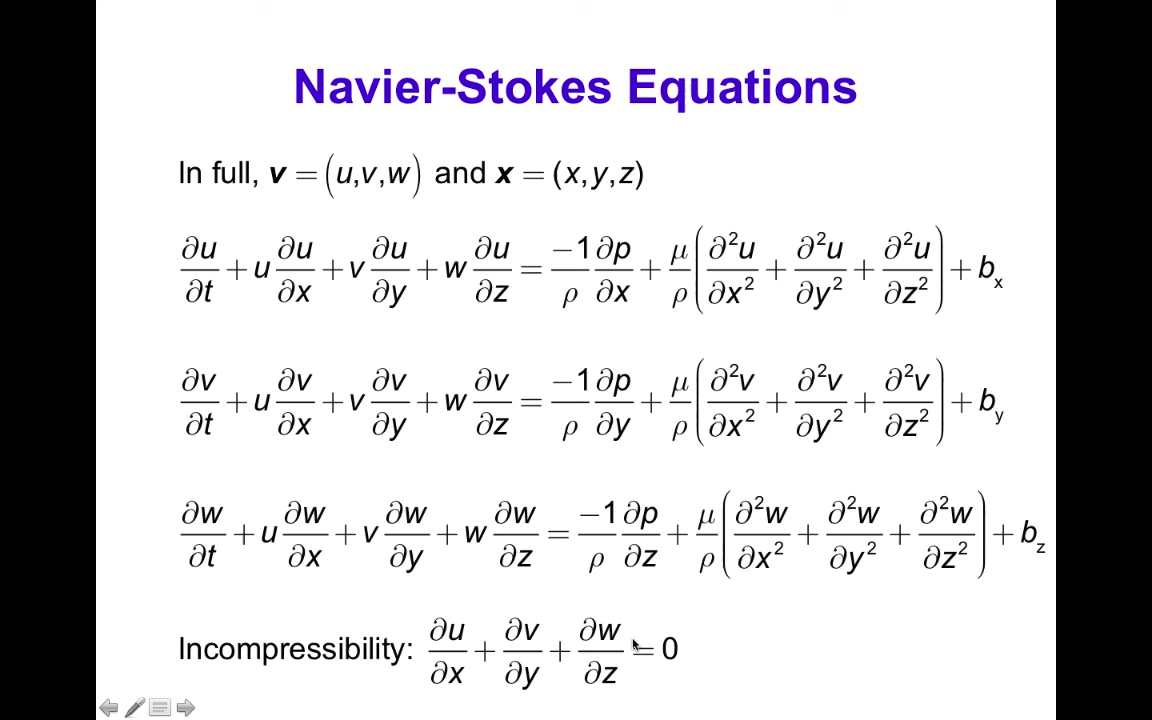 Navier-Stokes Equations
In full, v = (u,v,w) and x = (x,y,z)
∂u/∂t + u ∂u/∂x + v ∂u/∂y + w ∂u/∂z = −1/ρ ∂p/∂x + μ/ρ (∂²u/∂x² + ∂²u/∂y² + ∂²u/∂z²) + bₓ
∂v/∂t + u ∂v/∂x + v ∂v/∂y + w ∂v/∂z = −1/ρ ∂p/∂y + μ/ρ (∂²v/∂x² + ∂²v/∂y² + ∂²v/∂z²) + b_y
∂w/∂t + u ∂w/∂x + v ∂w/∂y + w ∂w/∂z = −1/ρ ∂p/∂z + μ/ρ (∂²w/∂x² + ∂²w/∂y² + ∂²w/∂z²) + b_z
Incompressibility: ∂u/∂x + ∂v/∂y + ∂w/∂z = 0